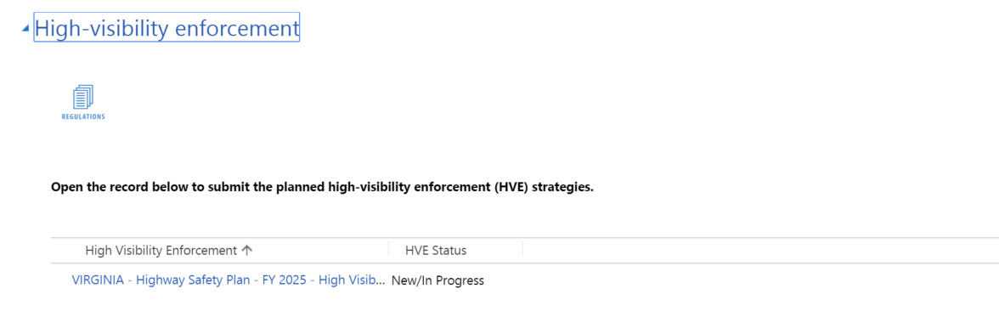 High-visibility enforcement
REGULATIONS
Open the record below to submit the planned high-visibility enforcement (HVE) strategies.
High Visibility Enforcement ↑ HVE Status
VIRGINIA - Highway Safety Plan - FY 2025 - High Visib... New/In Progress